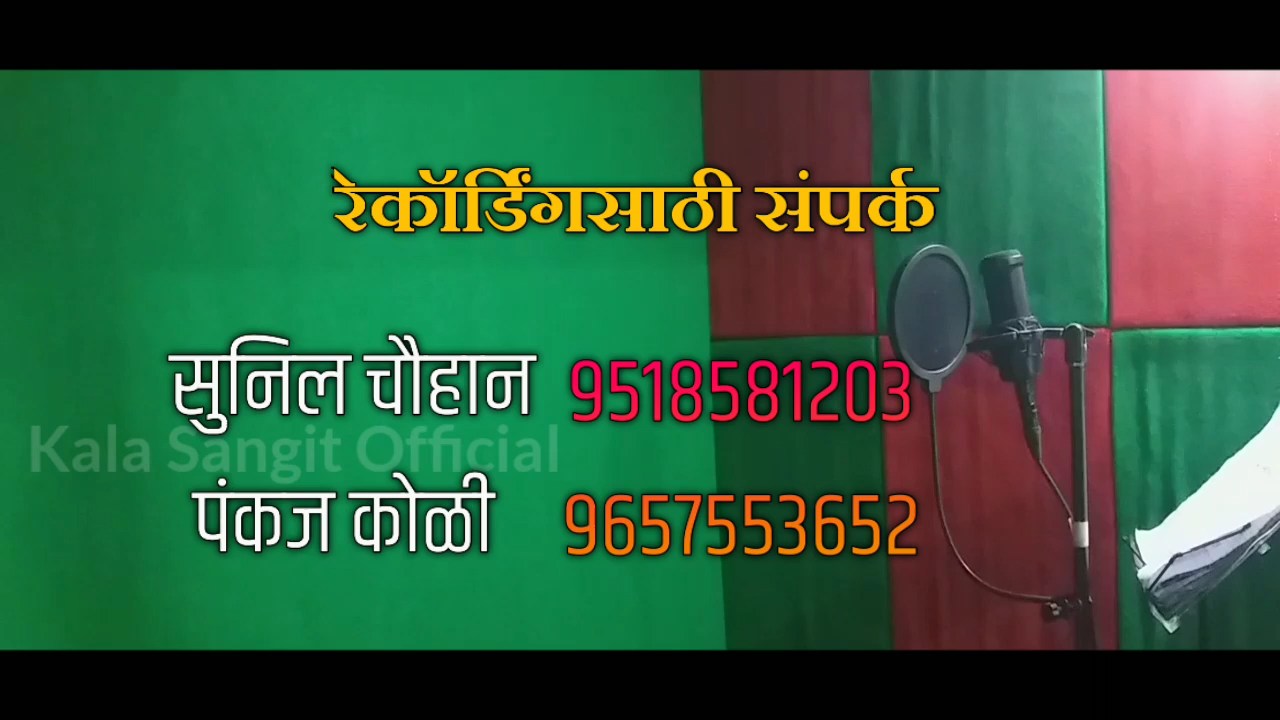 रेकॉर्डिंगसाठी संपर्क
सुनिल चौहान 9518581203
Kala Sangit Official
पंकज कोळी 9657553652